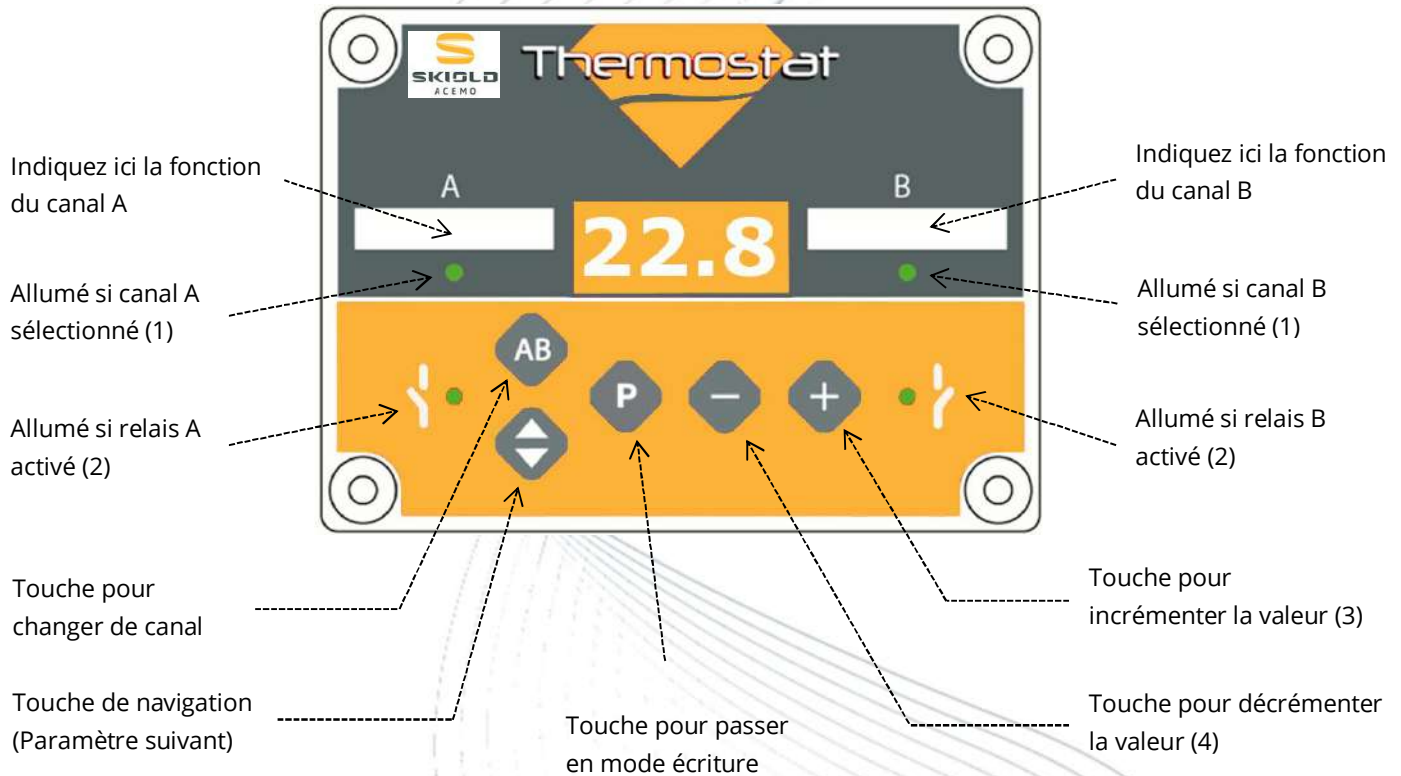 SKIOLD
ACEMO
Thermostat
Indiquez ici la fonction
du canal A
Indiquez ici la fonction
du canal B
A
B
22.8
Allumé si canal A
sélectionné (1)
Allumé si canal B
sélectionné (1)
AB
P
Allumé si relais A
activé (2)
Allumé si relais B
activé (2)
Touche pour
changer de canal
Touche pour
incrémenter la valeur (3)
Touche de navigation
(Paramètre suivant)
Touche pour passer
en mode écriture
Touche pour décrémenter
la valeur (4)